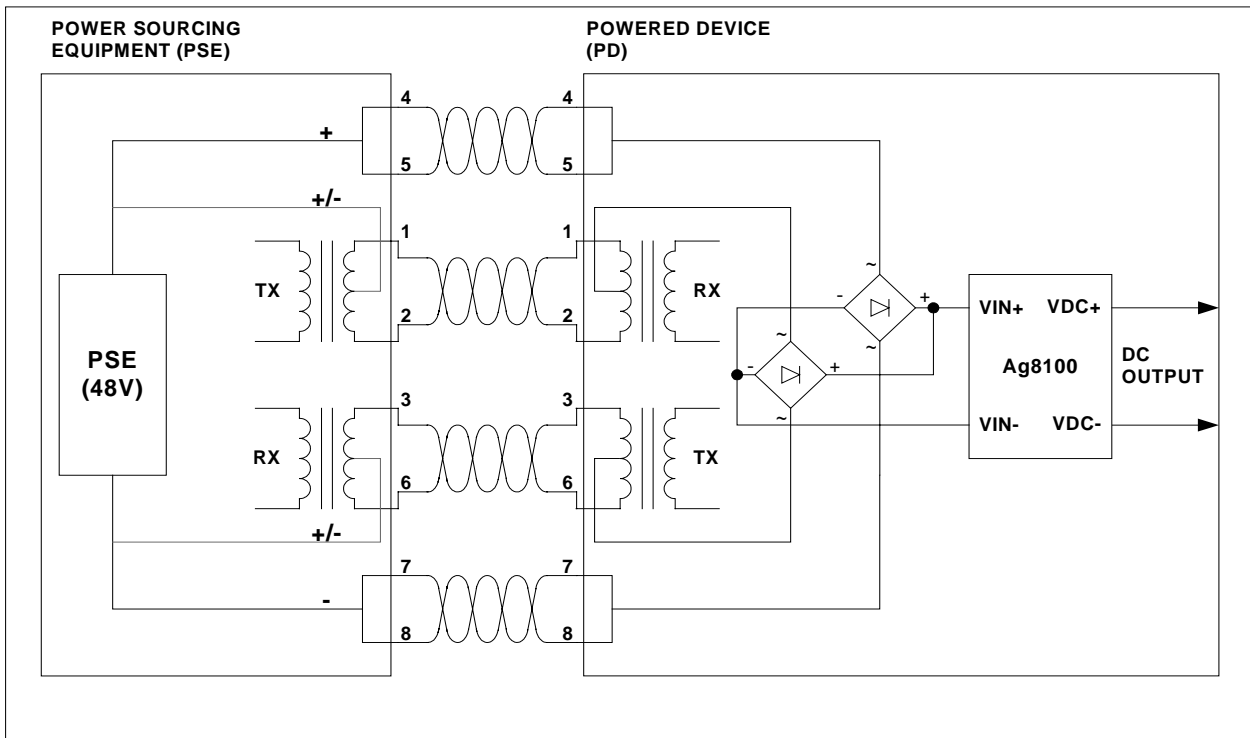 POWER SOURCING
EQUIPMENT (PSE)
POWERED DEVICE
(PD)
+
4
5
4
5
+/-
TX
1
2
1
2
RX
PSE
(48V)
RX
3
6
3
6
TX
+/-
-
7
8
7
8
~
- +
~
~
- +
~
VIN+ VDC+
Ag8100
VIN- VDC-
DC
OUTPUT